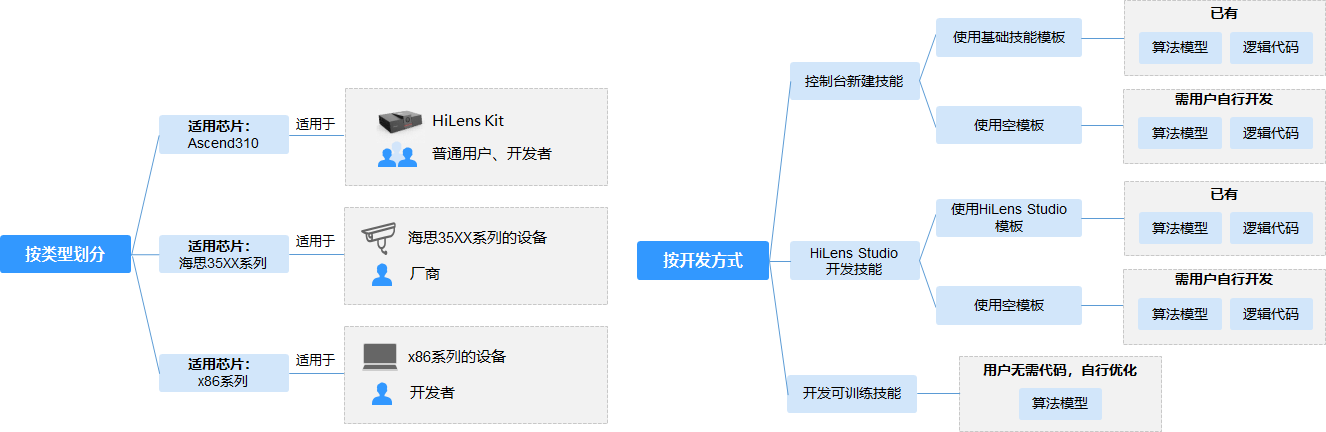 按类型划分
适用芯片：
Ascend310
适用于
HiLens Kit
普通用户、开发者
适用芯片：
海思35XX系列
适用于
海思35XX系列的设备
厂商
适用芯片：
x86系列
适用于
x86系列的设备
开发者
按开发方式
控制台新建技能
使用基础技能模板
已有
算法模型
逻辑代码
使用空模板
需用户自行开发
算法模型
逻辑代码
HiLens Studio
开发技能
使用HiLens Studio
模板
已有
算法模型
逻辑代码
使用空模板
需用户自行开发
算法模型
逻辑代码
开发可训练技能
用户无需代码，自行优化
算法模型